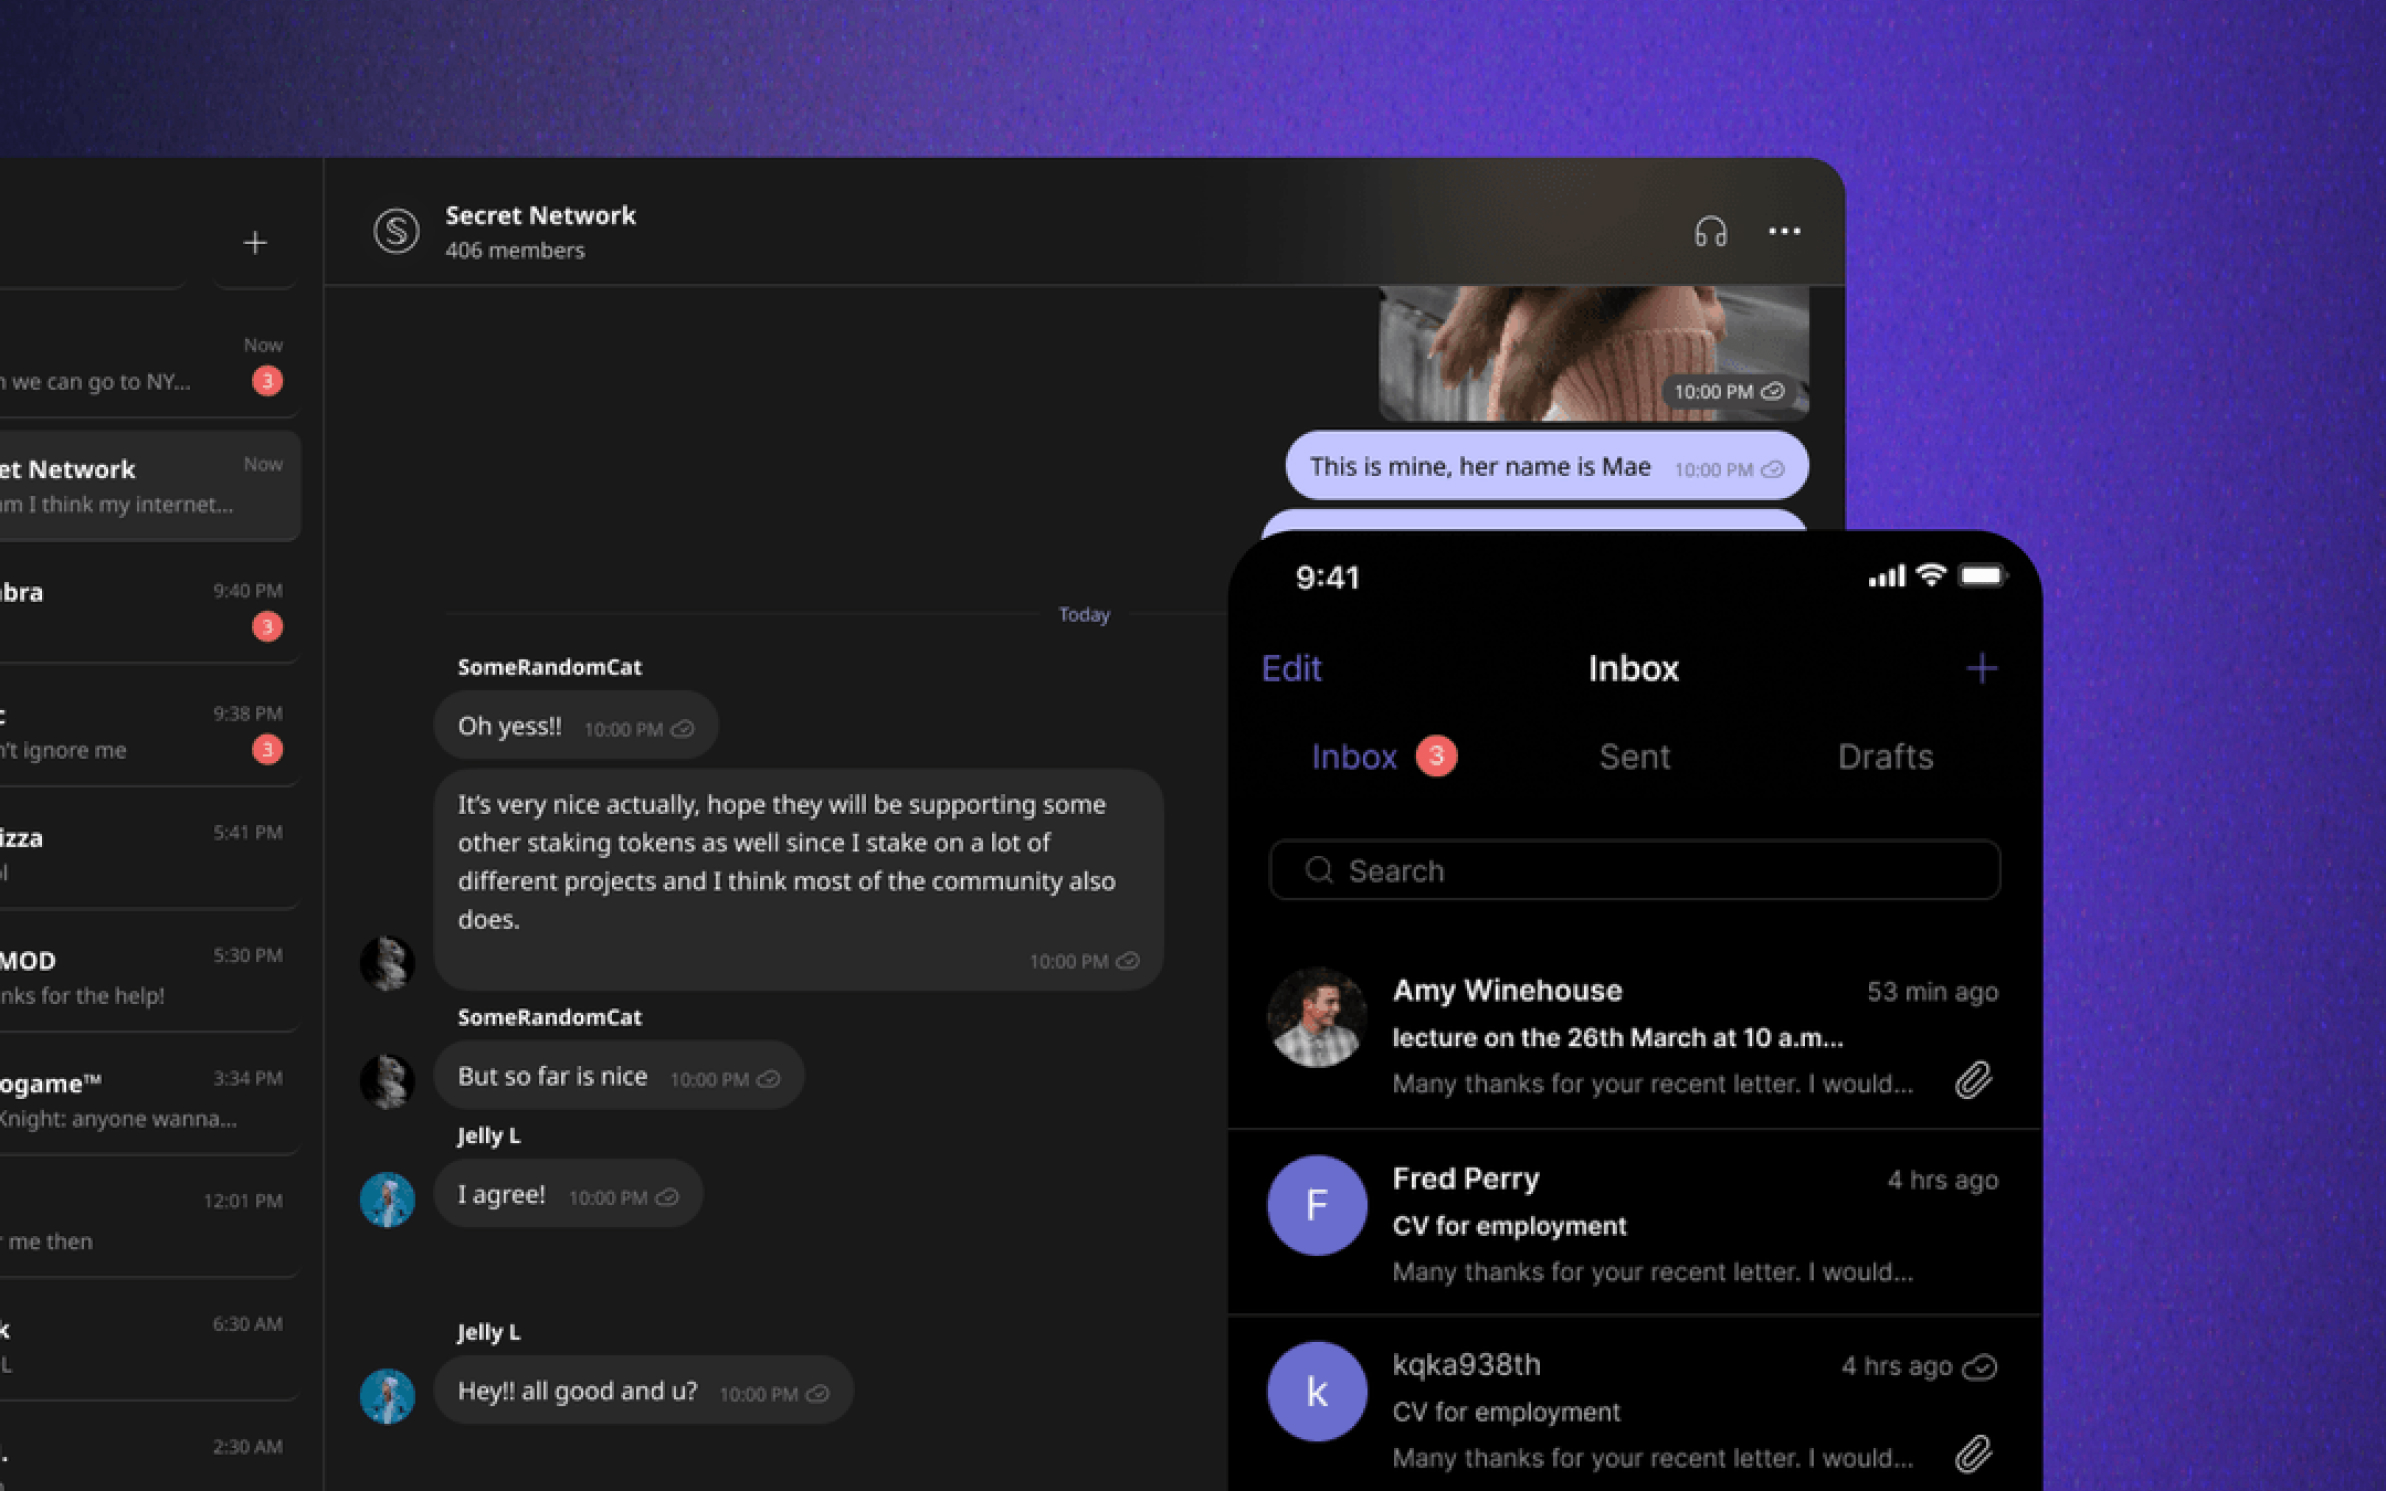 Now
we can go to NY...
3
et Network
Now
I think my internet...
bra
9:40 PM
3
9:38 PM
't ignore me
3
izza
5:41 PM
MOD
5:30 PM
nks for the help!
ogame™
3:34 PM
Knight: anyone wanna...
12:01 PM
me then
k
6:30 AM
L
2:30 AM
Secret Network
406 members
10:00 PM
This is mine, her name is Mae 10:00 PM
Today
SomeRandomCat
Oh yess!! 10:00 PM
It's very nice actually, hope they will be supporting some
other staking tokens as well since I stake on a lot of
different projects and I think most of the community also
does.
10:00 PM
SomeRandomCat
But so far is nice 10:00 PM
Jelly L
I agree! 10:00 PM
Jelly L
Hey!! all good and u? 10:00 PM
9:41
Edit
Inbox
Inbox 3
Sent
Drafts
Search
Amy Winehouse
53 min ago
lecture on the 26th March at 10 a.m...
Many thanks for your recent letter. I would...
F
Fred Perry
4 hrs ago
CV for employment
Many thanks for your recent letter. I would...
k
kqka938th
4 hrs ago
CV for employment
Many thanks for your recent letter. I would...